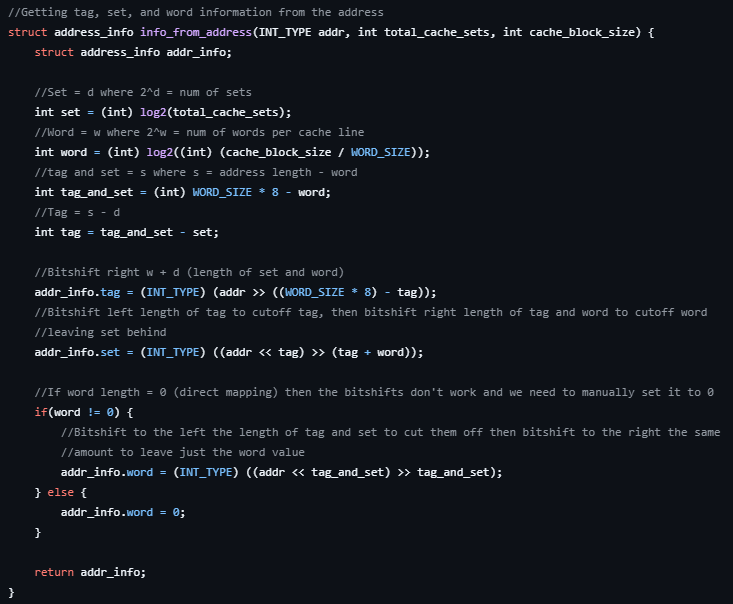 //Getting tag, set, and word information from the address
struct address_info info_from_address(INT_TYPE addr, int total_cache_sets, int cache_block_size) {
    struct address_info addr_info;

    //Set = d where 2^d = num of sets
    int set = (int) log2(total_cache_sets);
    //Word = w where 2^w = num of words per cache line
    int word = (int) log2((int) (cache_block_size / WORD_SIZE));
    //tag and set = s where s = address length - word
    int tag_and_set = (int) WORD_SIZE * 8 - word;
    //Tag = s - d
    int tag = tag_and_set - set;

    //Bitshift right w + d (length of set and word)
    addr_info.tag = (INT_TYPE) (addr >> ((WORD_SIZE * 8) - tag));
    //Bitshift left length of tag to cutoff tag, then bitshift right length of tag and word to cutoff word
    //leaving set behind
    addr_info.set = (INT_TYPE) ((addr << tag) >> (tag + word));

    //If word length = 0 (direct mapping) then the bitshifts don't work and we need to manually set it to 0
    if(word != 0) {
        //Bitshift to the left the length of tag and set to cut them off then bitshift to the right the same
        //amount to leave just the word value
        addr_info.word = (INT_TYPE) ((addr << tag_and_set) >> tag_and_set);
    } else {
        addr_info.word = 0;
    }

    return addr_info;
}